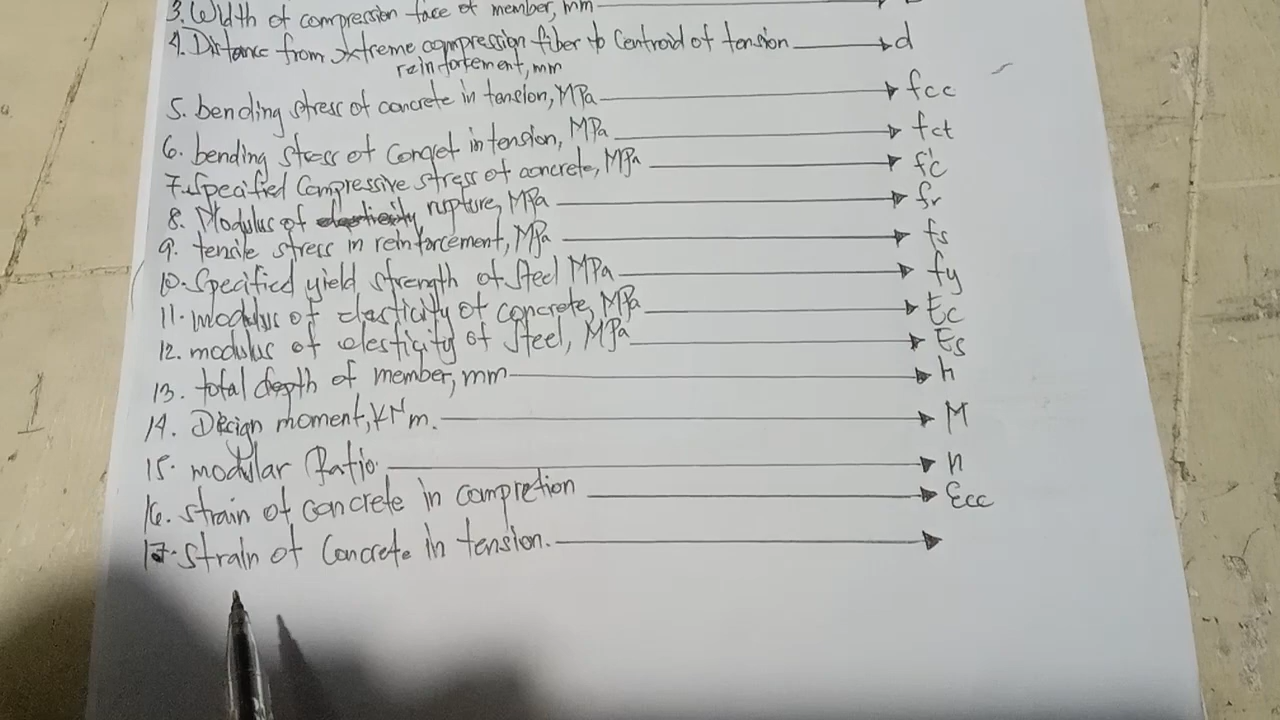 3. Width of compression face of member, mm
4. Distance from extreme compression fiber to Centroid of tension d
reinforcement, mm
5. bending stress of concrete in tension, MPa fcc
6. bending stress of Concret in tension, MPa fct
7. Specified Compressive stress of concrete, MPa f'c
8. Modulus of rupture, MPa fr
9. tensile stress in reinforcement, MPa fs
10. Specified yield strength of steel MPa fy
11. modulus of elasticity of concrete, MPa Ec
12. modulus of elesticity of steel, MPa Es
13. total depth of member, mm h
14. Design moment, kNm. M
15. modular Ratio n
16. strain of concrete in compretion Ecc
17. strain of Concrete in tension.